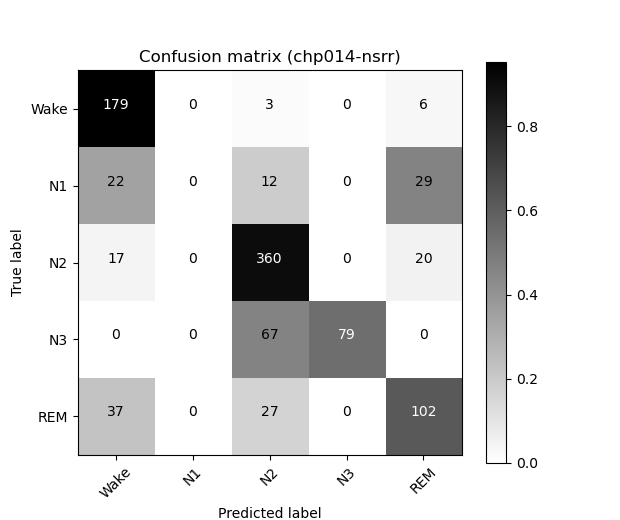 Confusion matrix (chp014-nsrr)
True label
Wake 179 0 3 0 6
N1 22 0 12 0 29
N2 17 0 360 0 20
N3 0 0 67 79 0
REM 37 0 27 0 102
Wake N1 N2 N3 REM
Predicted label
0.8
0.6
0.4
0.2
0.0